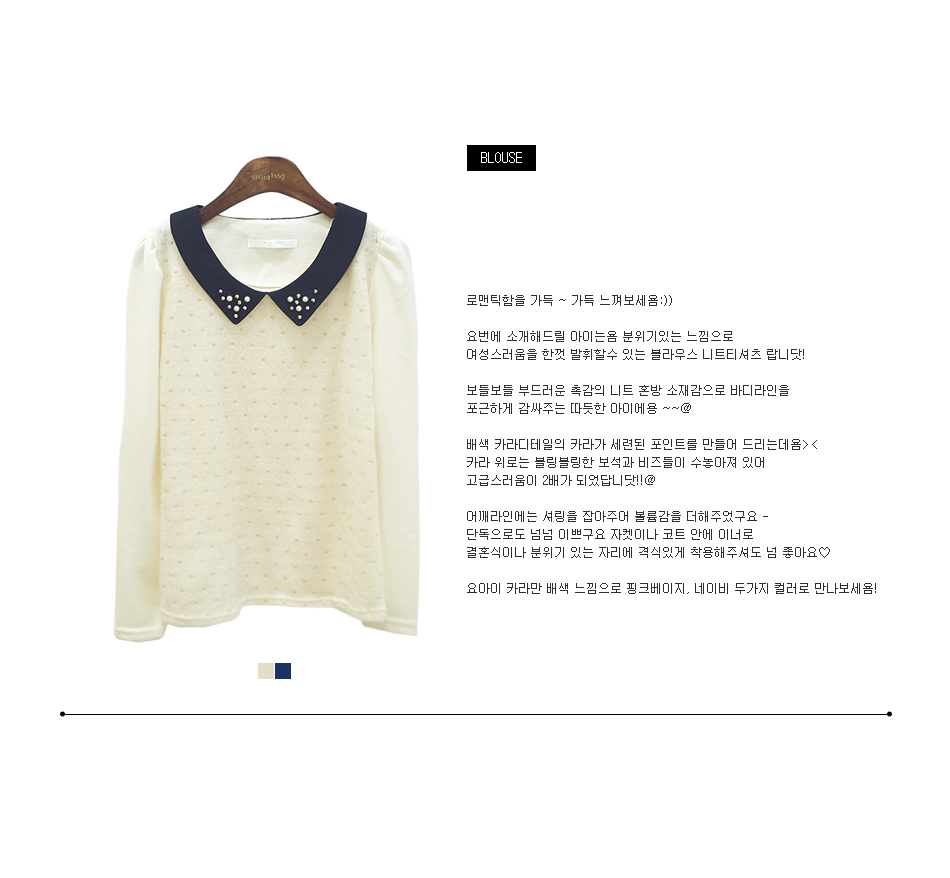 BLOUSE
로맨틱함을 가득 ~ 가득 느껴보세욤:))
요번에 소개해드릴 아이는욤 분위기있는 느낌으로
여성스러움을 한껏 발휘할수 있는 블라우스 니트티셔츠 랍니닷!
보들보들 부드러운 촉감의 니트 혼방 소재감으로 바디라인을
포근하게 감싸주는 따듯한 아이에용 ~~@
배색 카라디테일의 카라가 세련된 포인트를 만들어 드리는데욤><
카라 위로는 블링블링한 보석과 비즈들이 수놓아져 있어
고급스러움이 2배가 되었답니닷!!@
어깨라인에는 셔링을 잡아주어 볼륨감을 더해주었구요 -
단독으로도 넘넘 이쁘구요 자켓이나 코트 안에 이너로
결혼식이나 분위기 있는 자리에 격식있게 착용해주셔도 넘 좋아요♡
요아이 카라만 배색 느낌으로 핑크베이지, 네이비 두가지 컬러로 만나보세욤!